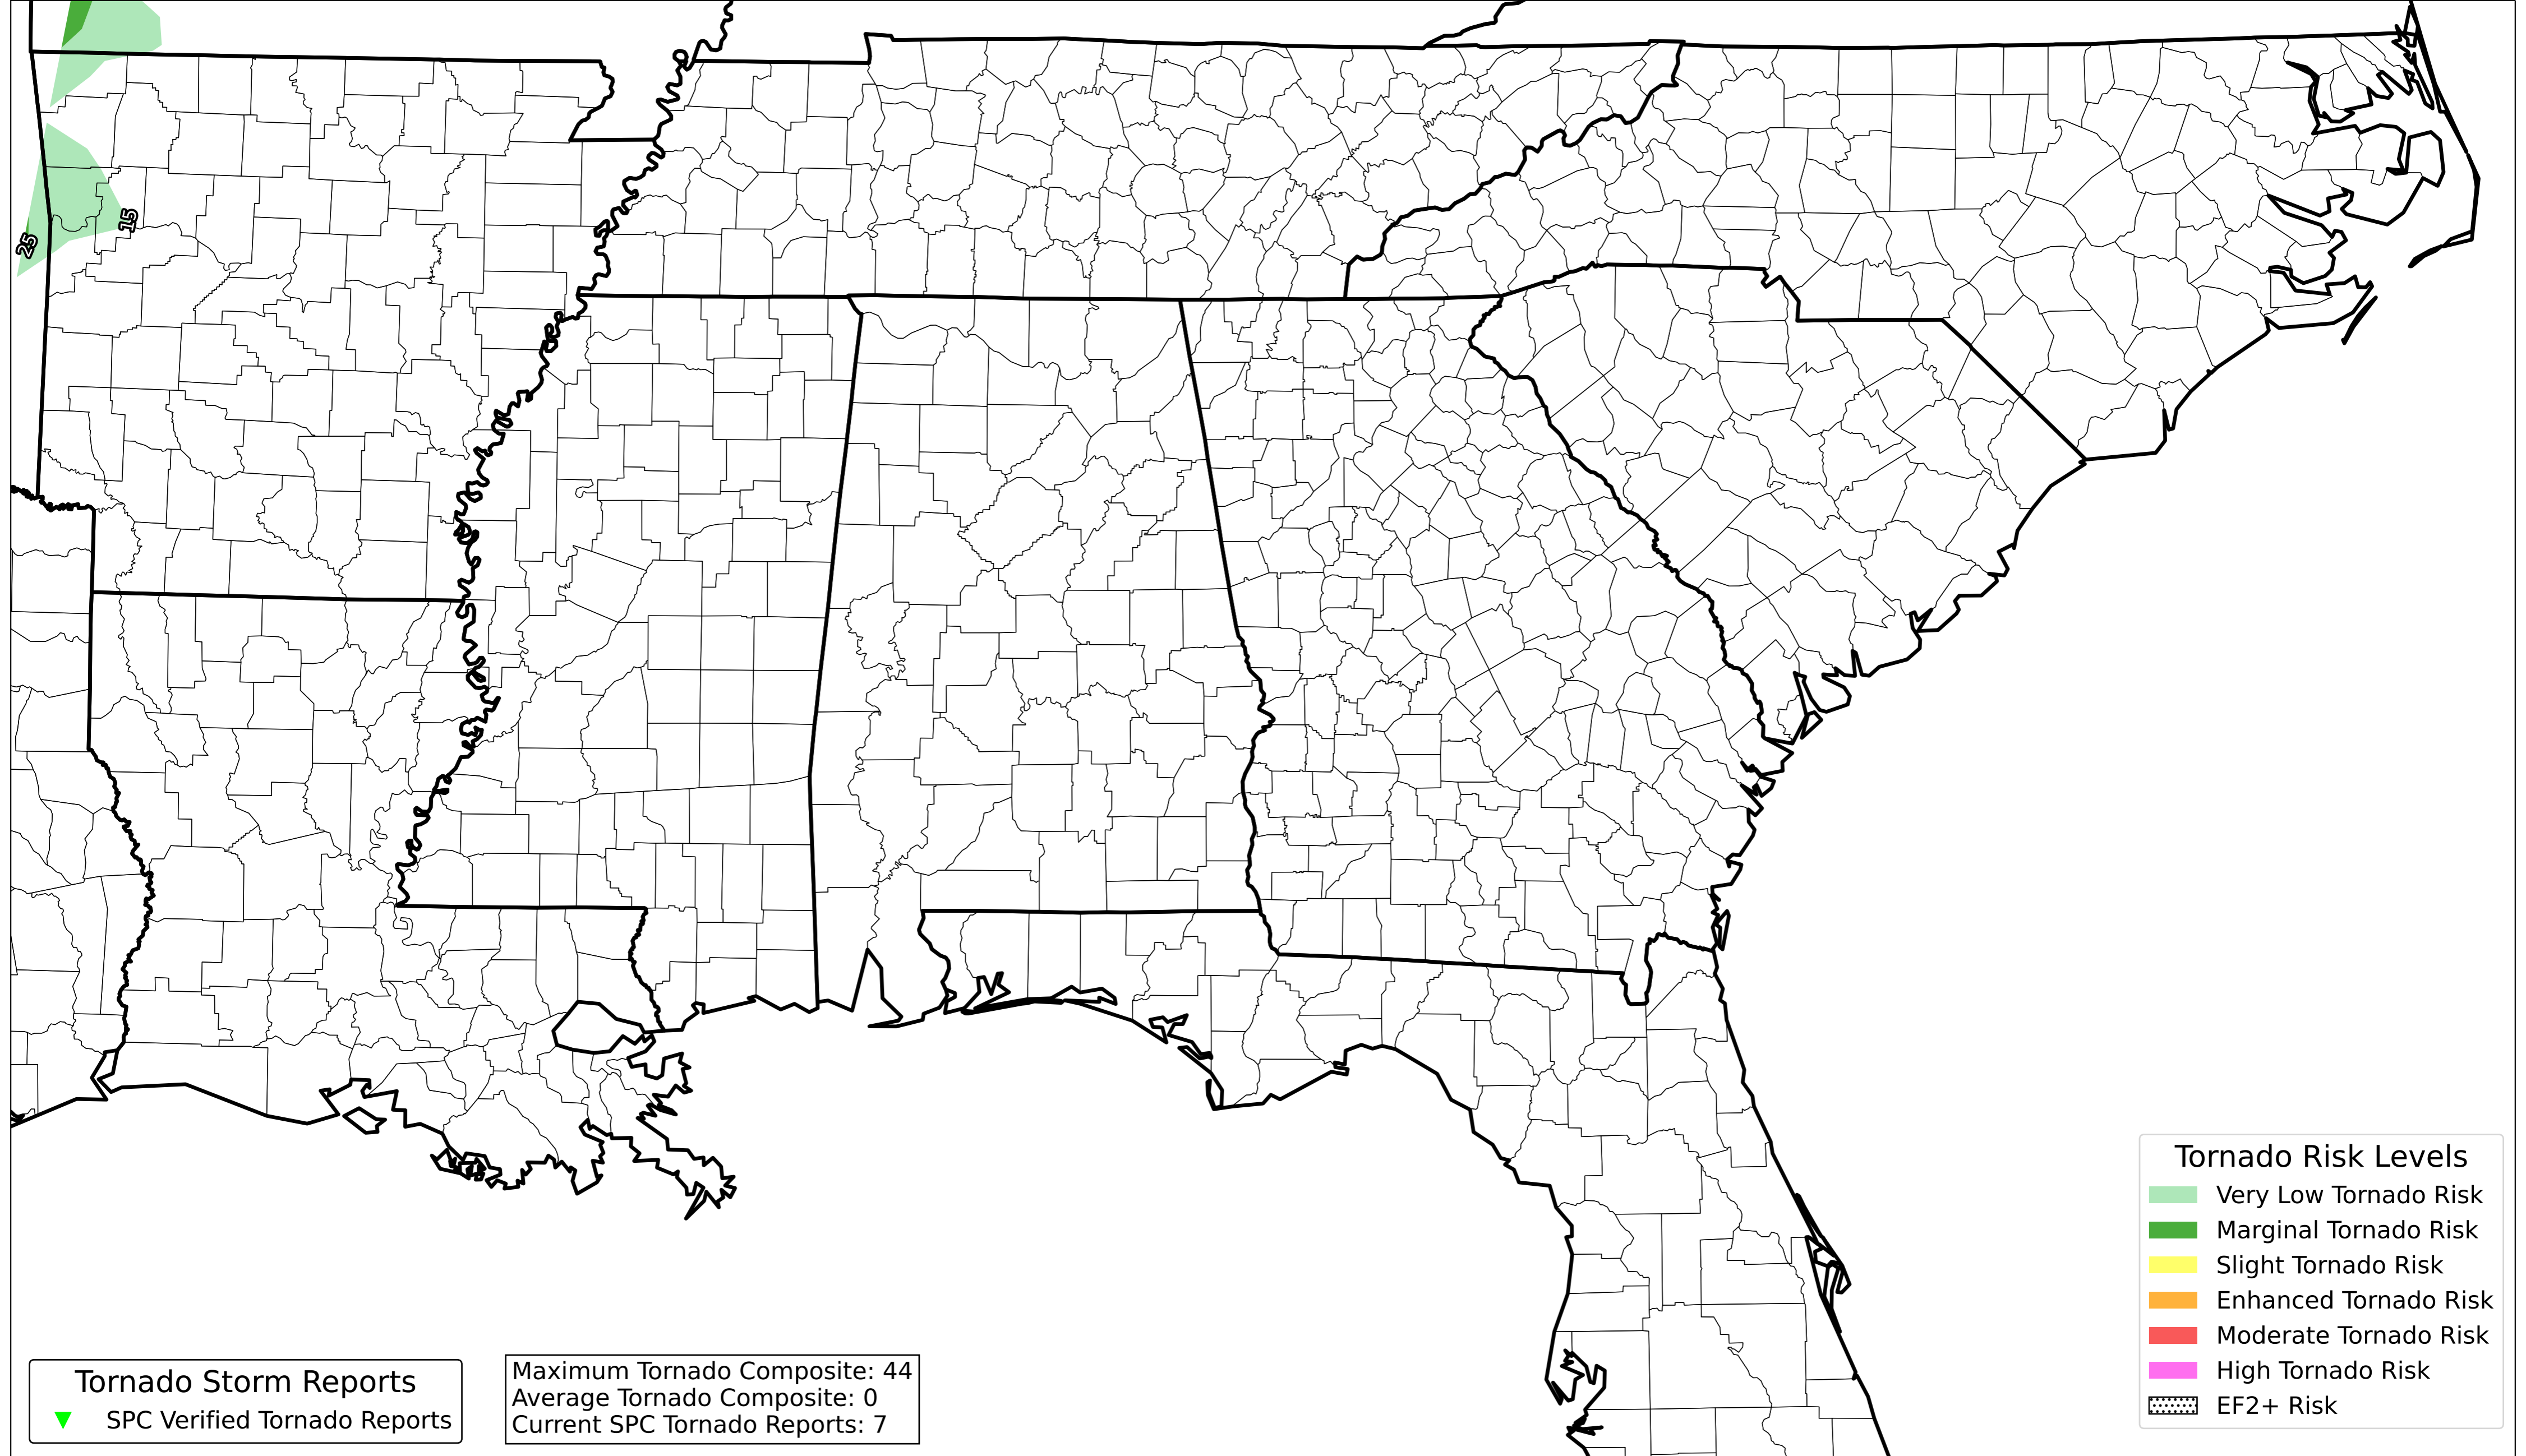 15
25
Tornado Risk Levels
Very Low Tornado Risk
Marginal Tornado Risk
Slight Tornado Risk
Enhanced Tornado Risk
Moderate Tornado Risk
High Tornado Risk
EF2+ Risk
Tornado Storm Reports
SPC Verified Tornado Reports
Maximum Tornado Composite: 44
Average Tornado Composite: 0
Current SPC Tornado Reports: 7